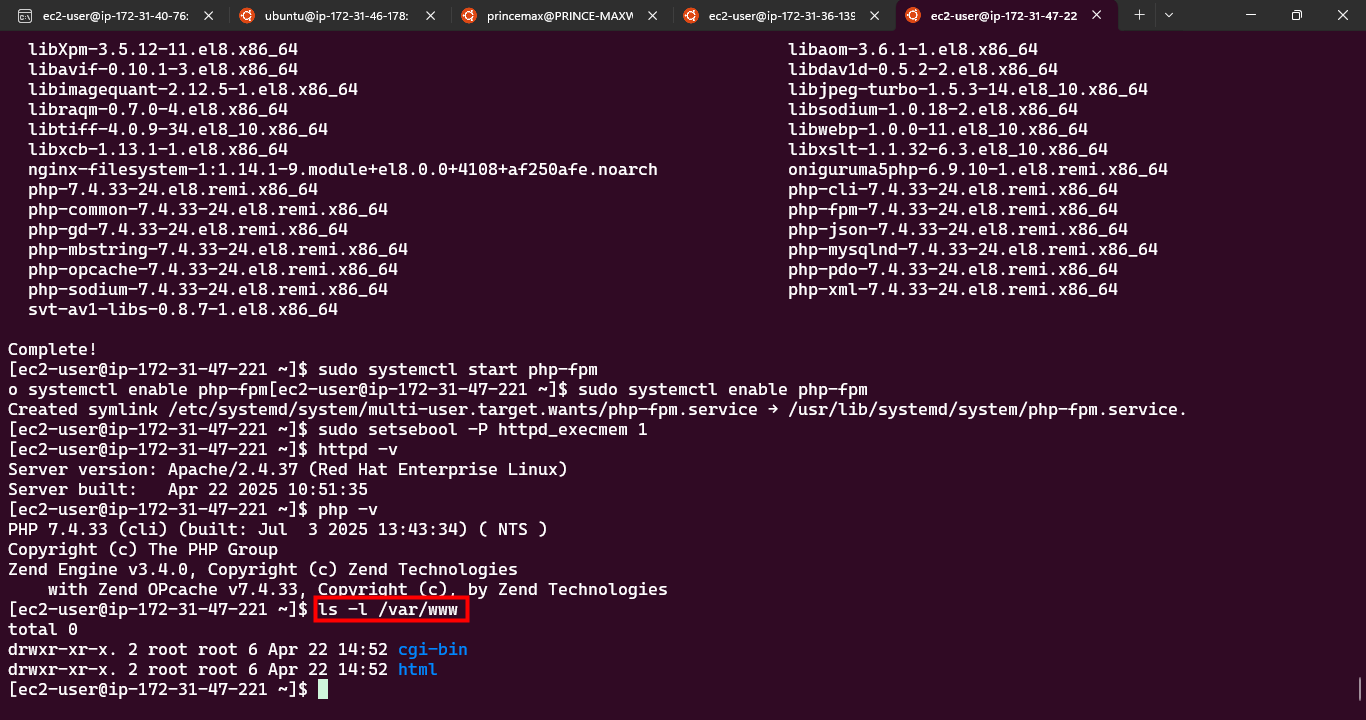 ec2-user@ip-172-31-40-76: ubuntu@ip-172-31-46-178: princemax@PRINCE-MAXW ec2-user@ip-172-31-36-139 ec2-user@ip-172-31-47-22
libXpm-3.5.12-11.el8.x86_64 libaom-3.6.1-1.el8.x86_64
libavif-0.10.1-3.el8.x86_64 libdav1d-0.5.2-2.el8.x86_64
libimagequant-2.12.5-1.el8.x86_64 libjpeg-turbo-1.5.3-14.el8_10.x86_64
libraqm-0.7.0-4.el8.x86_64 libsodium-1.0.18-2.el8.x86_64
libtiff-4.0.9-34.el8_10.x86_64 libwebp-1.0.0-11.el8_10.x86_64
libxcb-1.13.1-1.el8.x86_64 libxslt-1.1.32-6.3.el8_10.x86_64
nginx-filesystem-1:1.14.1-9.module+el8.0.0+4108+af250afe.noarch oniguruma5php-6.9.10-1.el8.remi.x86_64
php-7.4.33-24.el8.remi.x86_64 php-cli-7.4.33-24.el8.remi.x86_64
php-common-7.4.33-24.el8.remi.x86_64 php-fpm-7.4.33-24.el8.remi.x86_64
php-gd-7.4.33-24.el8.remi.x86_64 php-json-7.4.33-24.el8.remi.x86_64
php-mbstring-7.4.33-24.el8.remi.x86_64 php-mysqlnd-7.4.33-24.el8.remi.x86_64
php-opcache-7.4.33-24.el8.remi.x86_64 php-pdo-7.4.33-24.el8.remi.x86_64
php-sodium-7.4.33-24.el8.remi.x86_64 php-xml-7.4.33-24.el8.remi.x86_64
svt-av1-libs-0.8.7-1.el8.x86_64
Complete!
[ec2-user@ip-172-31-47-221 ~]$ sudo systemctl start php-fpm
o systemctl enable php-fpm[ec2-user@ip-172-31-47-221 ~]$ sudo systemctl enable php-fpm
Created symlink /etc/systemd/system/multi-user.target.wants/php-fpm.service → /usr/lib/systemd/system/php-fpm.service.
[ec2-user@ip-172-31-47-221 ~]$ sudo setsebool -P httpd_execmem 1
[ec2-user@ip-172-31-47-221 ~]$ httpd -v
Server version: Apache/2.4.37 (Red Hat Enterprise Linux)
Server built:   Apr 22 2025 10:51:35
[ec2-user@ip-172-31-47-221 ~]$ php -v
PHP 7.4.33 (cli) (built: Jul  3 2025 13:43:34) ( NTS )
Copyright (c) The PHP Group
Zend Engine v3.4.0, Copyright (c) Zend Technologies
with Zend OPcache v7.4.33, Copyright (c), by Zend Technologies
[ec2-user@ip-172-31-47-221 ~]$ ls -l /var/www
total 0
drwxr-xr-x. 2 root root 6 Apr 22 14:52 cgi-bin
drwxr-xr-x. 2 root root 6 Apr 22 14:52 html
[ec2-user@ip-172-31-47-221 ~]$